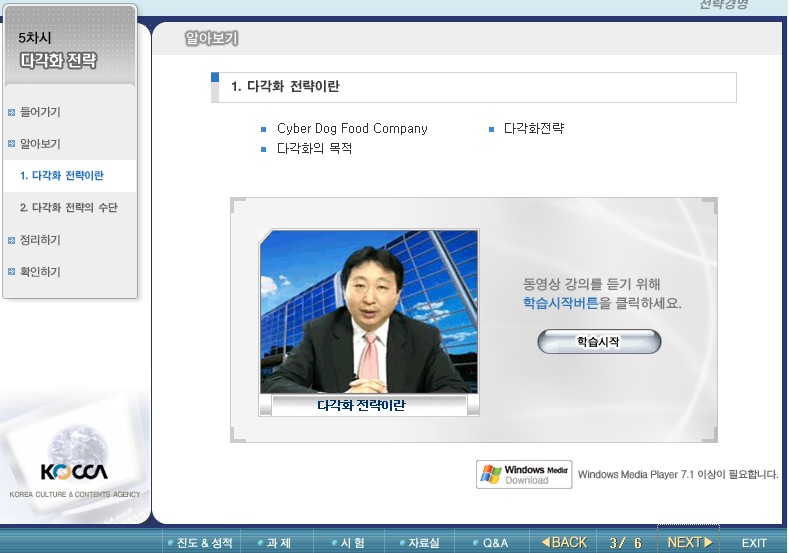 전략경영
5차시
다각화 전략
들어가기
알아보기
1. 다각화 전략이란
2. 다각화 전략의 수단
정리하기
확인하기
KOCCA
KOREA CULTURE & CONTENTS AGENCY
알아보기
1. 다각화 전략이란
Cyber Dog Food Company
다각화전략
다각화의 목적
동영상 강의를 듣기 위해
학습시작버튼을 클릭하세요.
학습시작
다각화 전략이란
Windows Media
Download
Windows Media Player 7.1 이상이 필요합니다.
진도 & 성적
과 제
시 험
자료실
Q&A
BACK
3/ 6
NEXT
EXIT